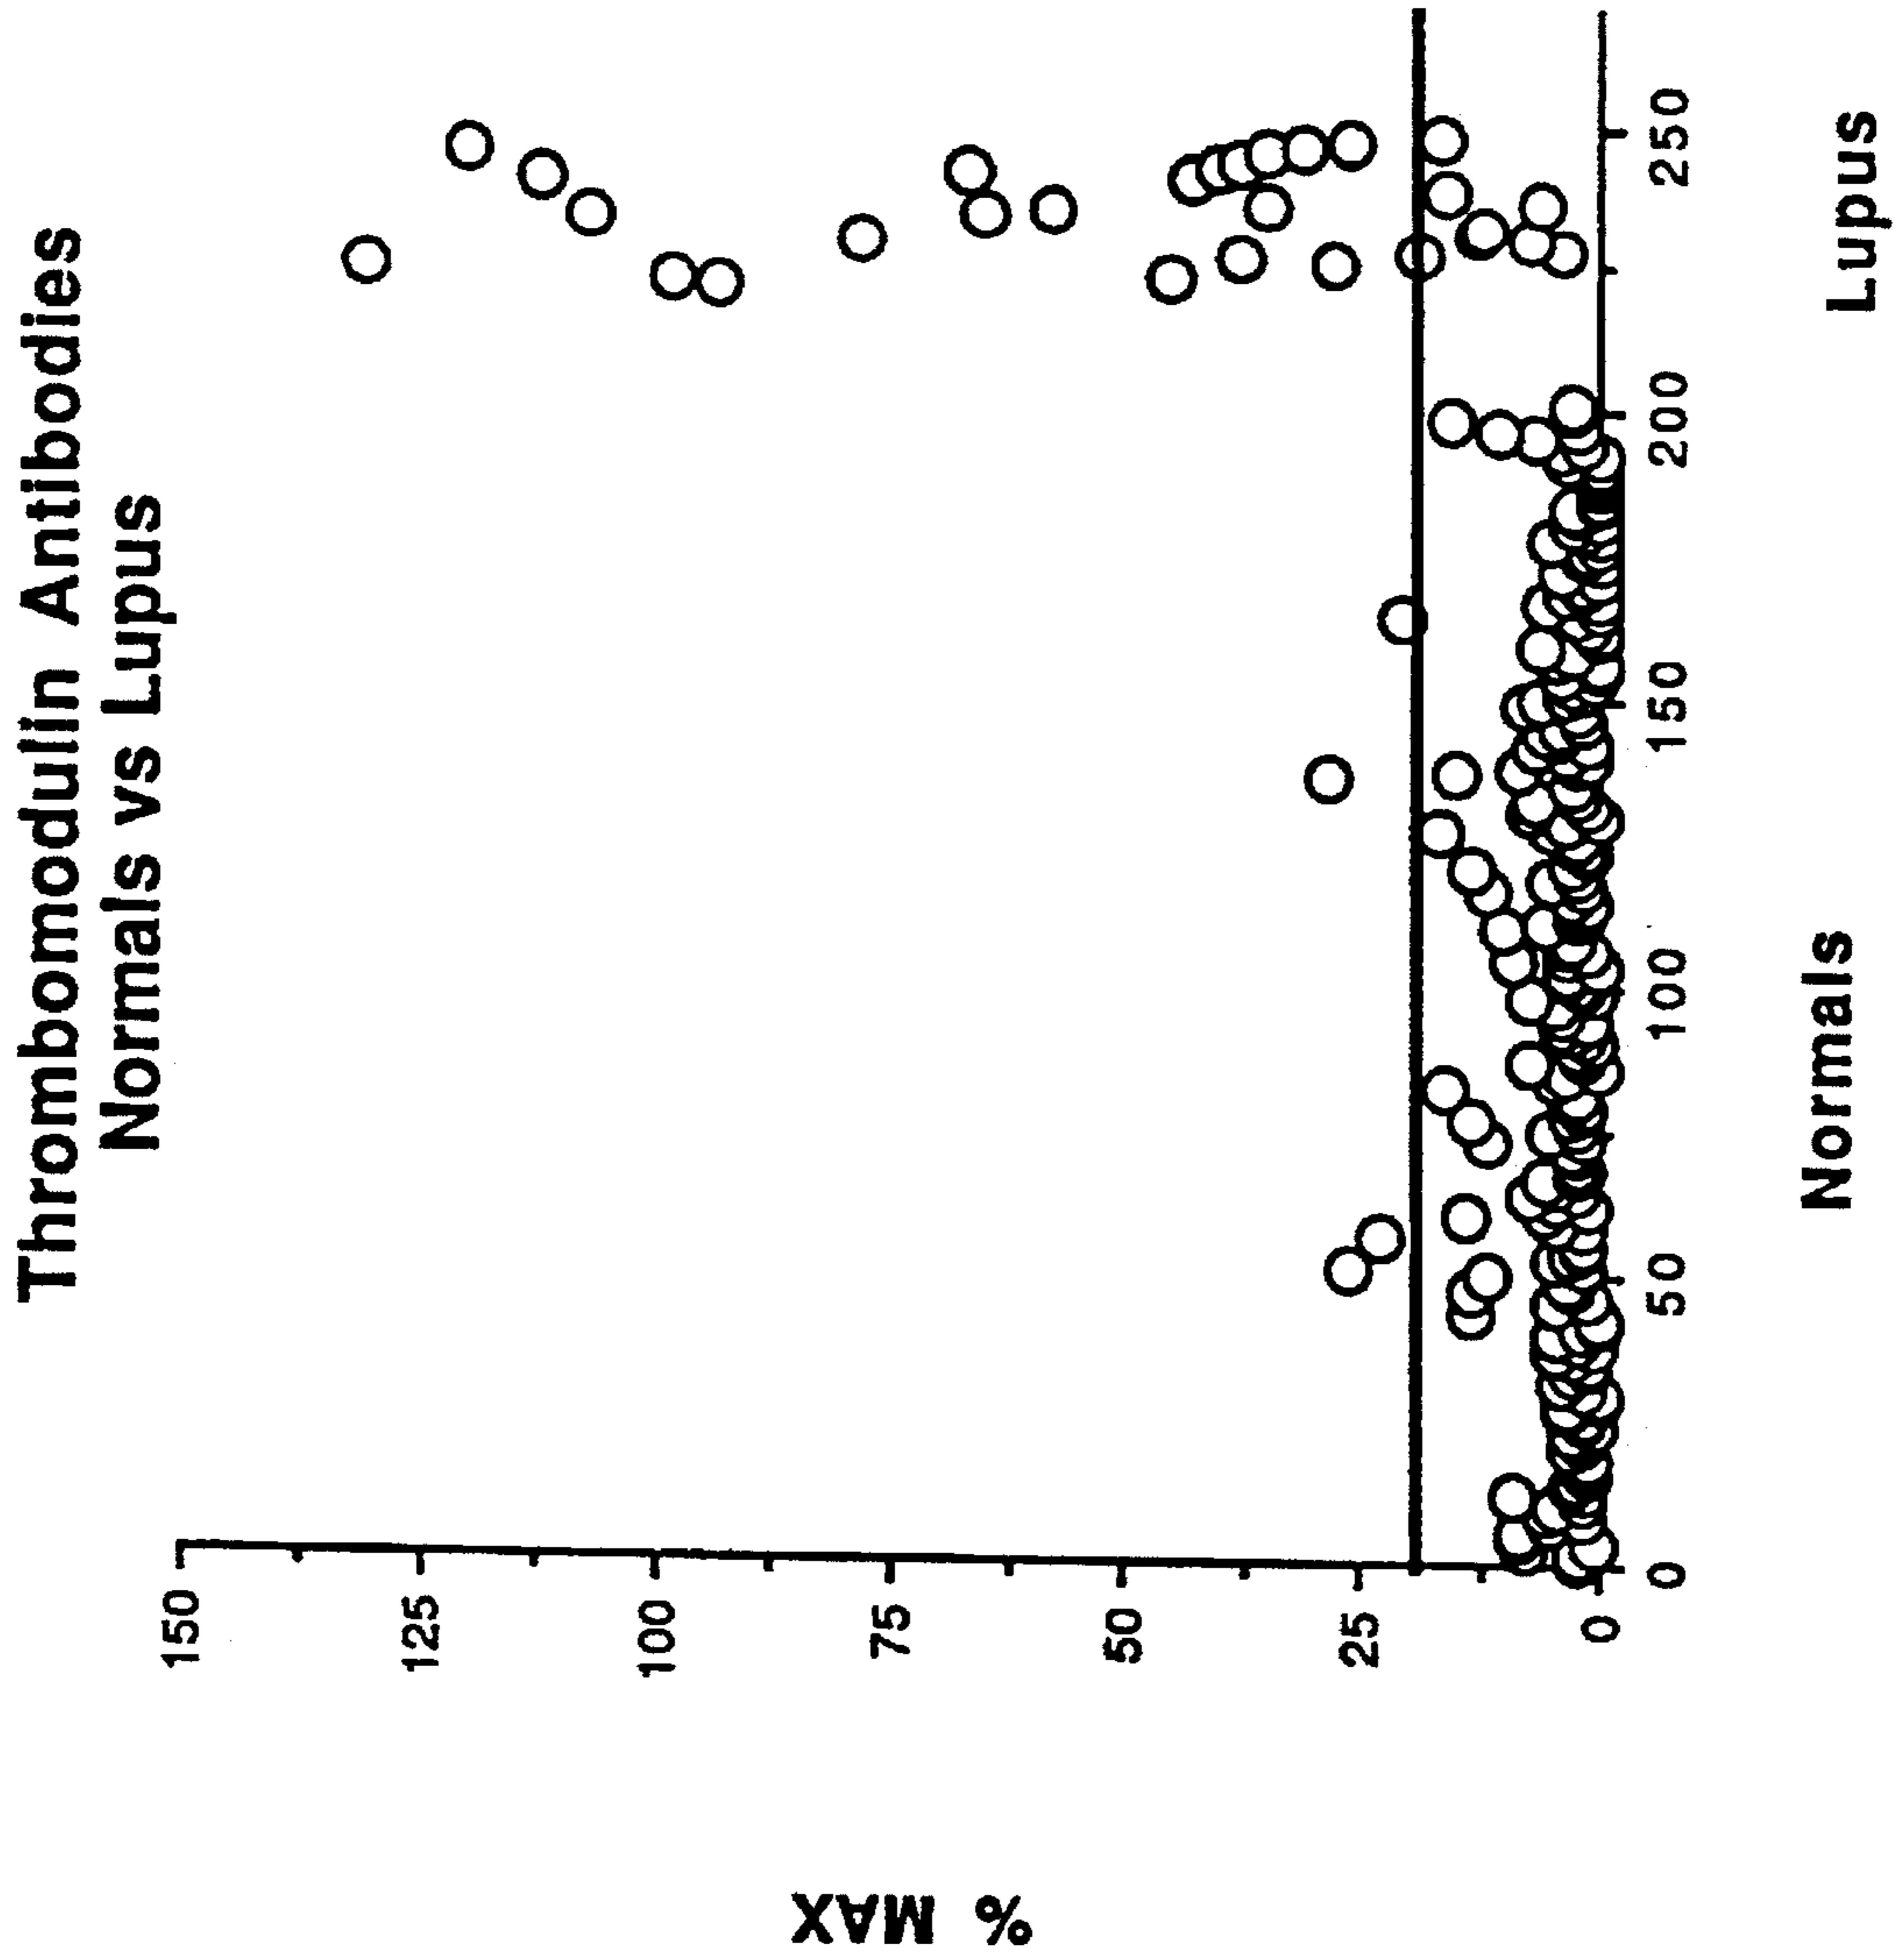 Thrombomodulin Antibodies
Normals vs Lupus
% MAX
150
125
100
75
50
25
0
0
50
100
150
200
250
Normals
Lupus